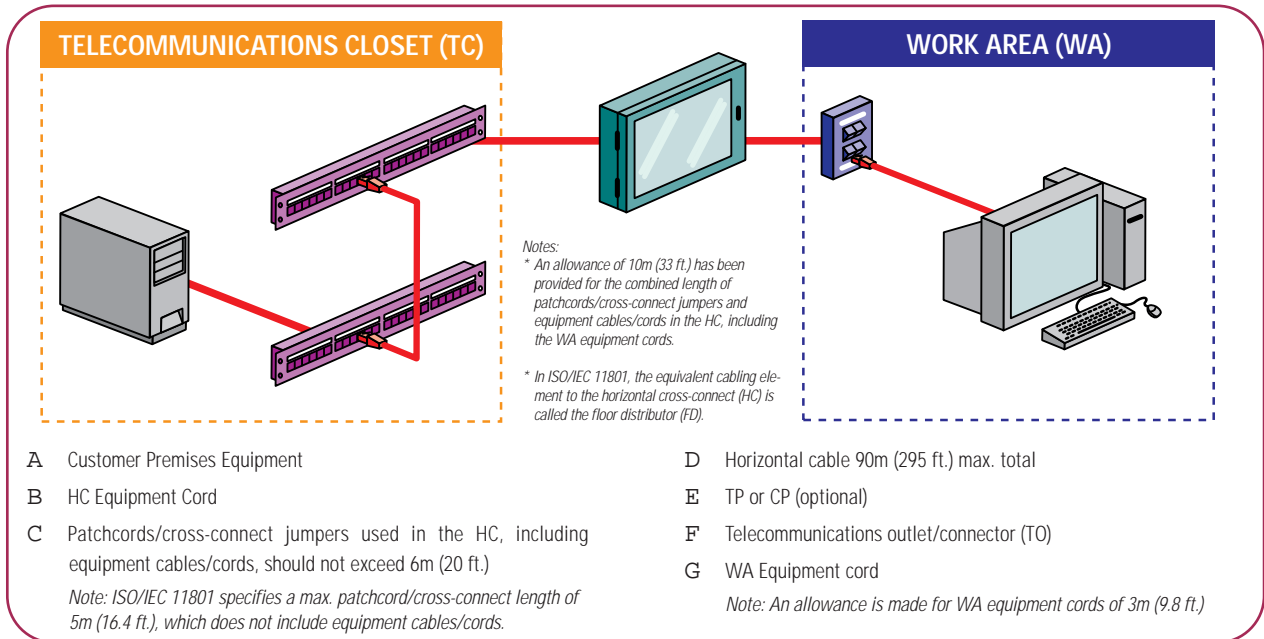 TELECOMMUNICATIONS CLOSET (TC)
WORK AREA (WA)
Notes:
* An allowance of 10m (33 ft.) has been
provided for the combined length of
patchcords/cross-connect jumpers and
equipment cables/cords in the HC, including
the WA equipment cords.
* In ISO/IEC 11801, the equivalent cabling ele-
ment to the horizontal cross-connect (HC) is
called the floor distributor (FD).
A Customer Premises Equipment
B HC Equipment Cord
C Patchcords/cross-connect jumpers used in the HC, including
equipment cables/cords, should not exceed 6m (20 ft.)
Note: ISO/IEC 11801 specifies a max. patchcord/cross-connect length of
5m (16.4 ft.), which does not include equipment cables/cords.
D Horizontal cable 90m (295 ft.) max. total
E TP or CP (optional)
F Telecommunications outlet/connector (TO)
G WA Equipment cord
Note: An allowance is made for WA equipment cords of 3m (9.8 ft.)